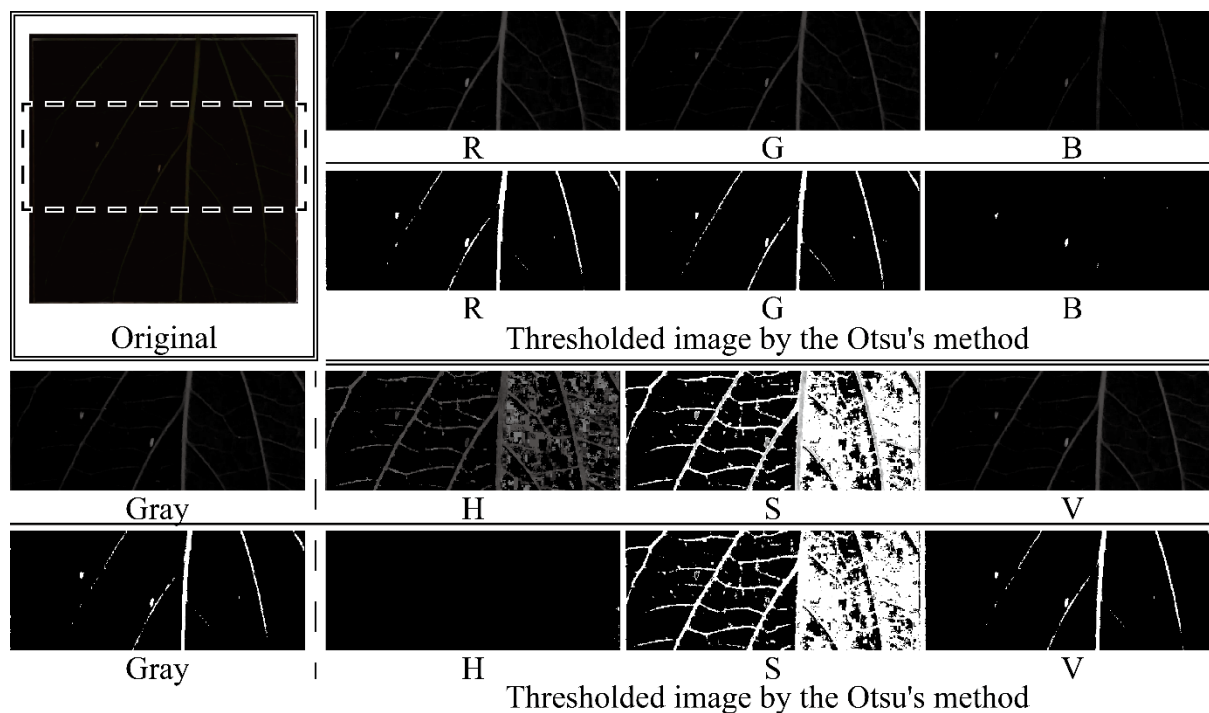 R G B
R G B
Original
Thresholded image by the Otsu's method
Gray H S V
Gray H S V
Thresholded image by the Otsu's method